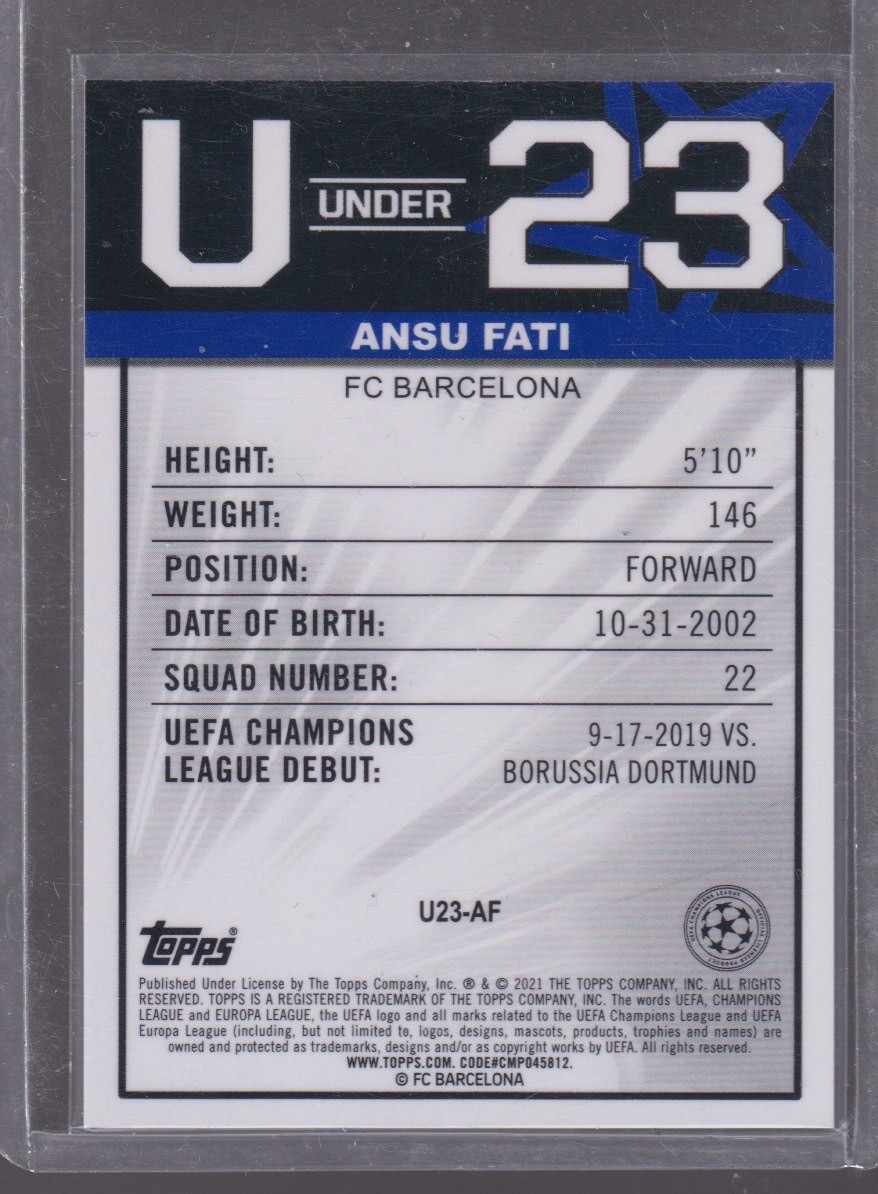 U UNDER 23
ANSU FATI
FC BARCELONA
HEIGHT: 5'10"
WEIGHT: 146
POSITION: FORWARD
DATE OF BIRTH: 10-31-2002
SQUAD NUMBER: 22
UEFA CHAMPIONS LEAGUE DEBUT: 9-17-2019 VS. BORUSSIA DORTMUND
U23-AF
topps®
UEFA CHAMPIONS LEAGUE OFFICIAL LICENSED PRODUCT
Published Under License by The Topps Company, Inc. ® & © 2021 THE TOPPS COMPANY, INC. ALL RIGHTS
RESERVED. TOPPS IS A REGISTERED TRADEMARK OF THE TOPPS COMPANY, INC. The words UEFA, CHAMPIONS
LEAGUE and EUROPA LEAGUE, the UEFA logo and all marks related to the UEFA Champions League and UEFA
Europa League (including, but not limited to, logos, designs, mascots, products, trophies and names) are
owned and protected as trademarks, designs and/or as copyright works by UEFA. All rights reserved.
WWW.TOPPS.COM. CODE#CMP045812.
© FC BARCELONA